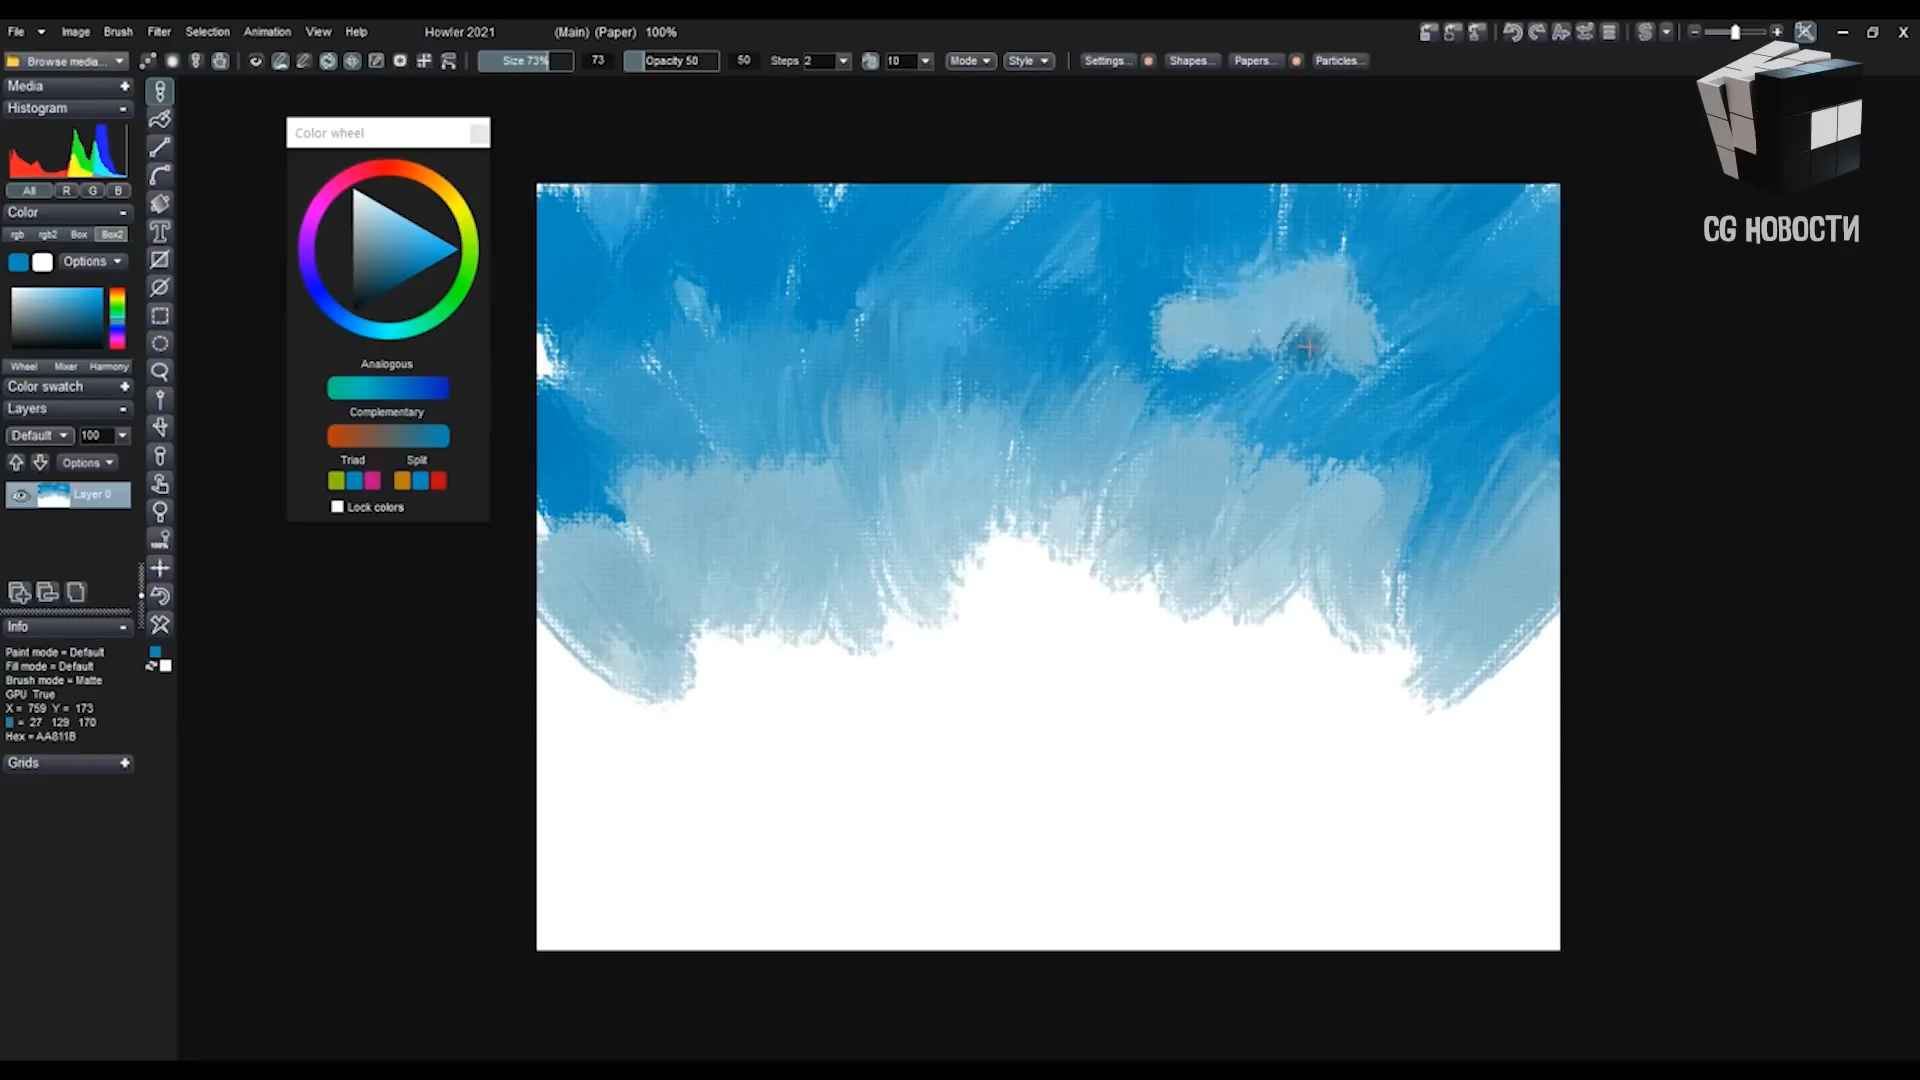 File Image Brush Filter Selection Animation View Help Howler 2021 (Main) (Paper) 100%
Browse media... Size 73% 73 Opacity 50 50 Steps 2 10 Mode Style Settings... Shapes... Papers... Particles...
Media
Histogram
All R G B
Color
rgb rgb2 Box Box2
Options
Wheel Mixer Harmony
Color swatch
Layers
Default 100
Options
Layer 0
Info
Paint mode = Default
Fill mode = Default
Brush mode = Matte
GPU True
X = 759 Y = 173
= 27 129 170
Hex = AA811B
Grids
100%
Color wheel
Analogous
Complementary
Triad Split
Lock colors
CG НОВОСТИ